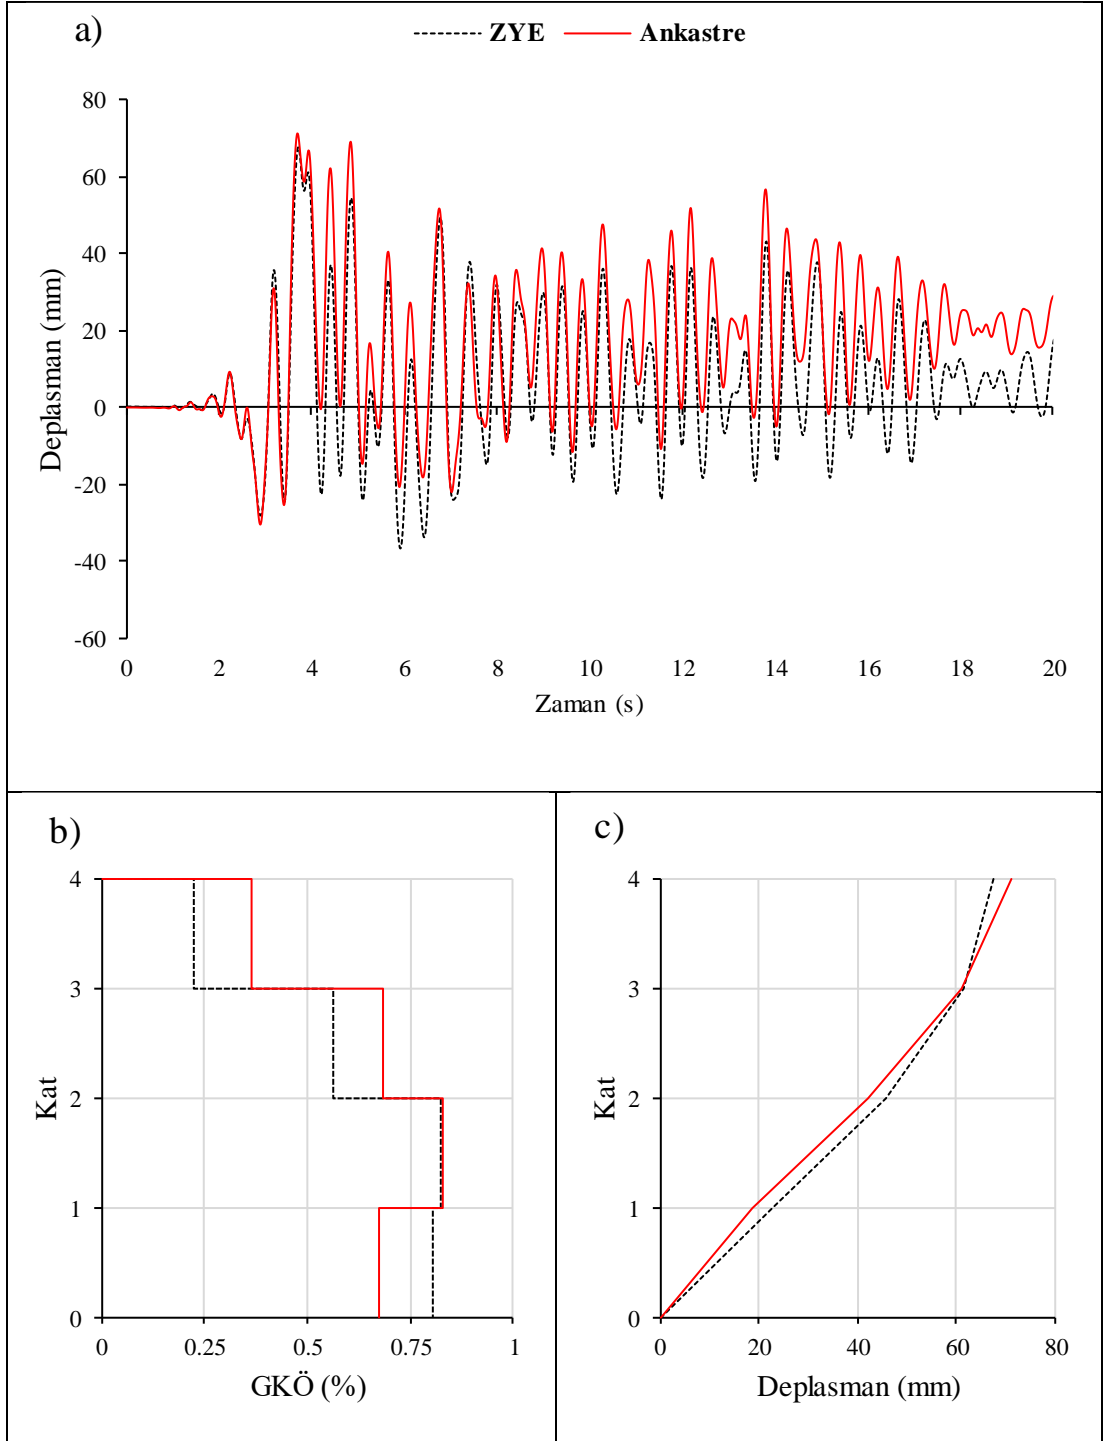 a)
ZYE Ankastre
80
60
40
20
0
-20
-40
-60
Deplasman (mm)
0 2 4 6 8 10 12 14 16 18 20
Zaman (s)
b)
4
3
2
1
0
Kat
0 0.25 0.5 0.75 1
GKÖ (%)
c)
4
3
2
1
0
Kat
0 20 40 60 80
Deplasman (mm)